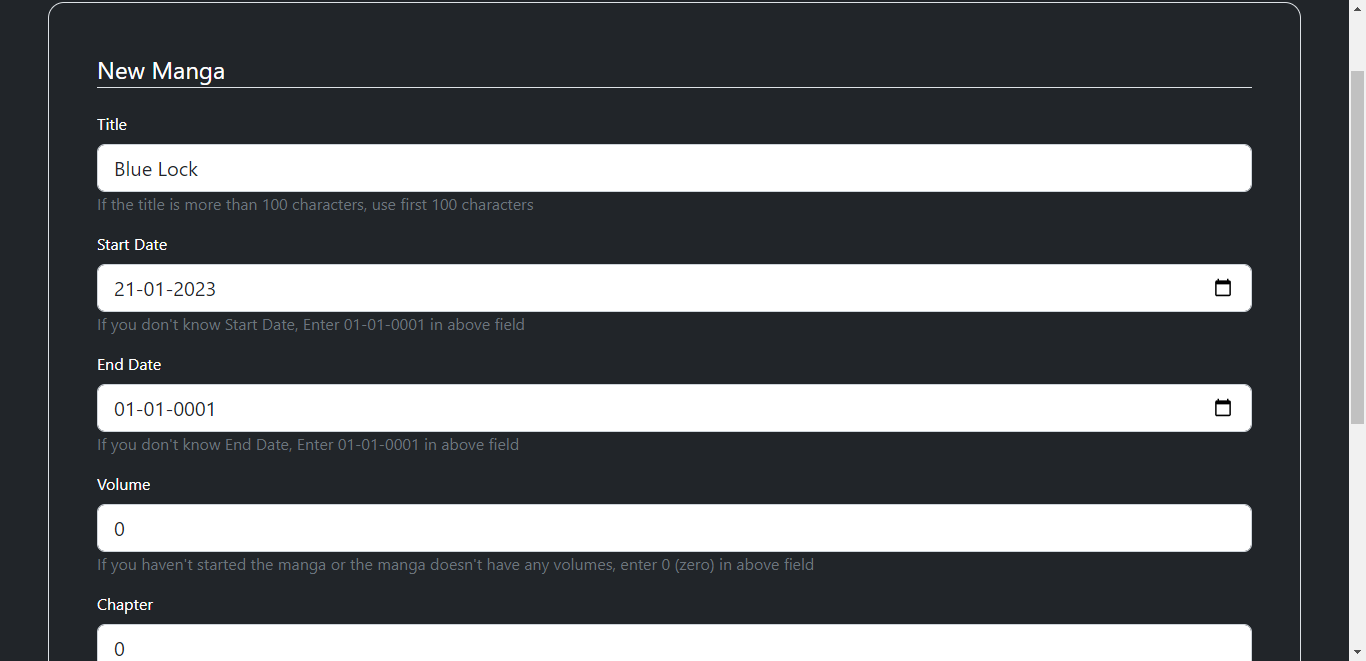 New Manga
Title
Blue Lock
If the title is more than 100 characters, use first 100 characters
Start Date
21-01-2023
If you don't know Start Date, Enter 01-01-0001 in above field
End Date
01-01-0001
If you don't know End Date, Enter 01-01-0001 in above field
Volume
0
If you haven't started the manga or the manga doesn't have any volumes, enter 0 (zero) in above field
Chapter
0